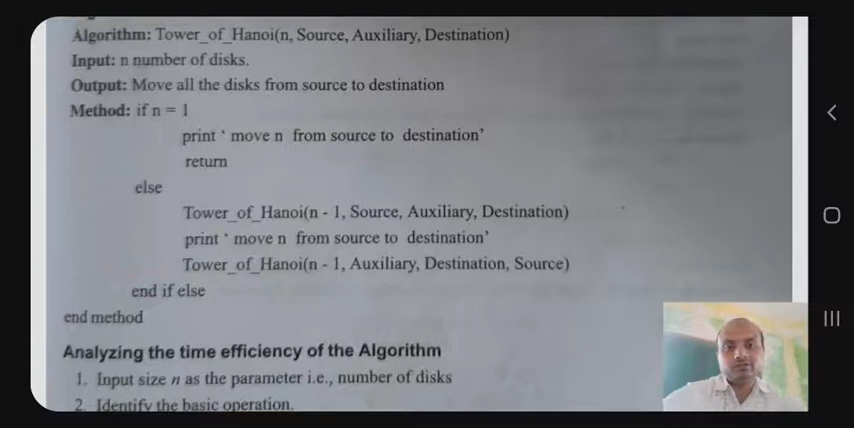 Algorithm: Tower_of_Hanoi(n, Source, Auxiliary, Destination)
Input: n number of disks.
Output: Move all the disks from source to destination
Method: if n = 1
print ' move n from source to destination'
return
else
Tower_of_Hanoi(n - 1, Source, Auxiliary, Destination)
print ' move n from source to destination'
Tower_of_Hanoi(n - 1, Auxiliary, Destination, Source)
end if else
end method
Analyzing the time efficiency of the Algorithm
1. Input size n as the parameter i.e., number of disks
2. Identify the basic operation.